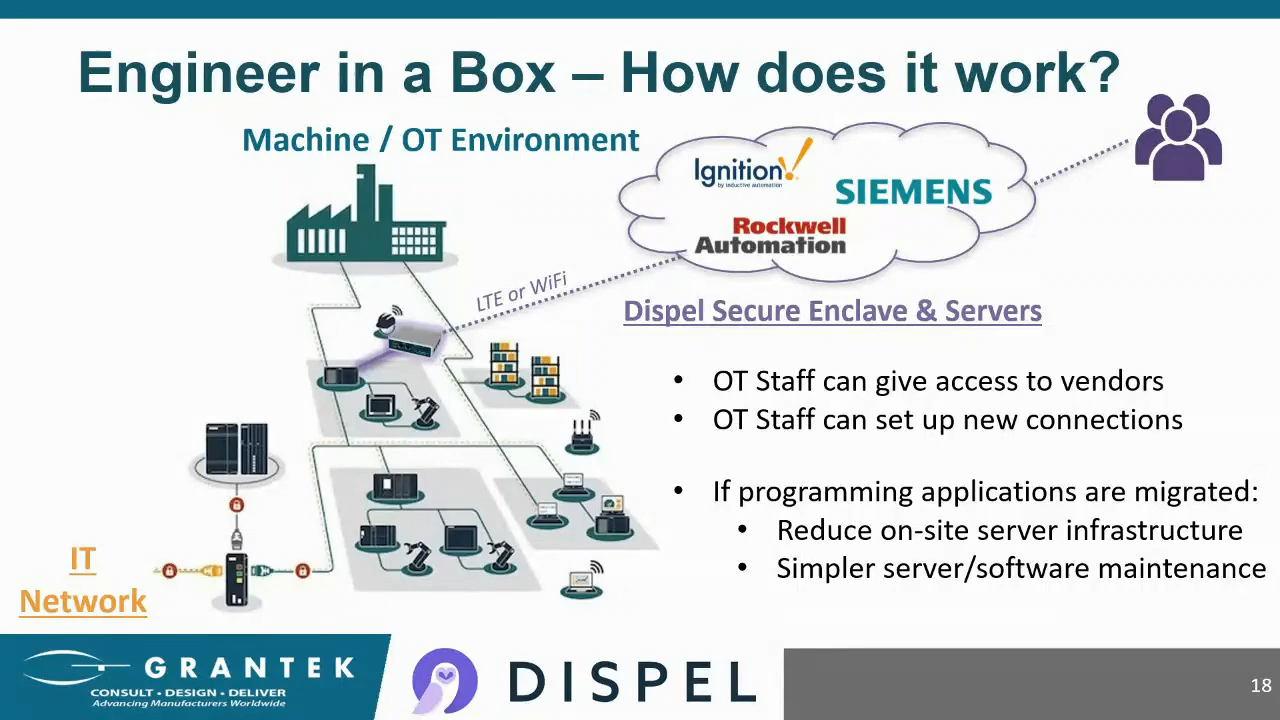 Engineer in a Box – How does it work?
Machine / OT Environment
Ignition!
by inductive automation
SIEMENS
Rockwell
Automation
LTE or WiFi
Dispel Secure Enclave & Servers
• OT Staff can give access to vendors
• OT Staff can set up new connections
• If programming applications are migrated:
• Reduce on-site server infrastructure
• Simpler server/software maintenance
IT
Network
GRANTEK
CONSULT • DESIGN • DELIVER
Advancing Manufacturers Worldwide
DISPEL
18